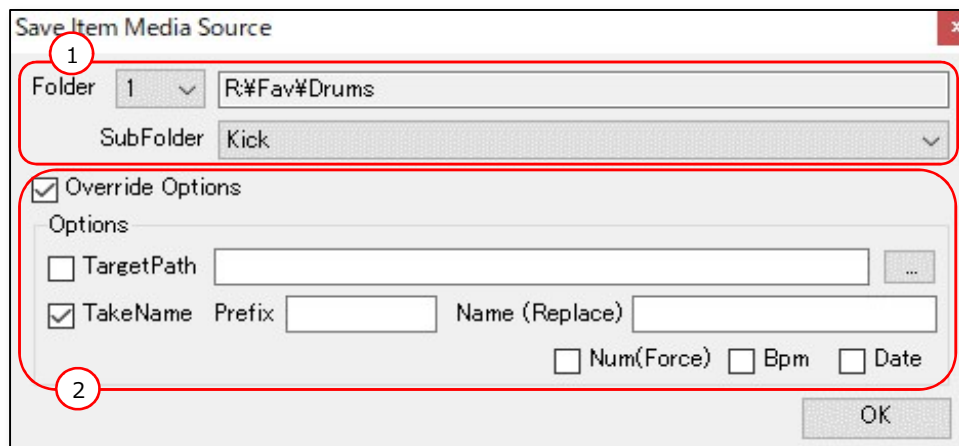 Save Item Media Source x
1
Folder 1 R:¥Fav¥Drums
SubFolder Kick
Override Options
Options
TargetPath ...
TakeName Prefix Name (Replace)
Num(Force) Bpm Date
2
OK